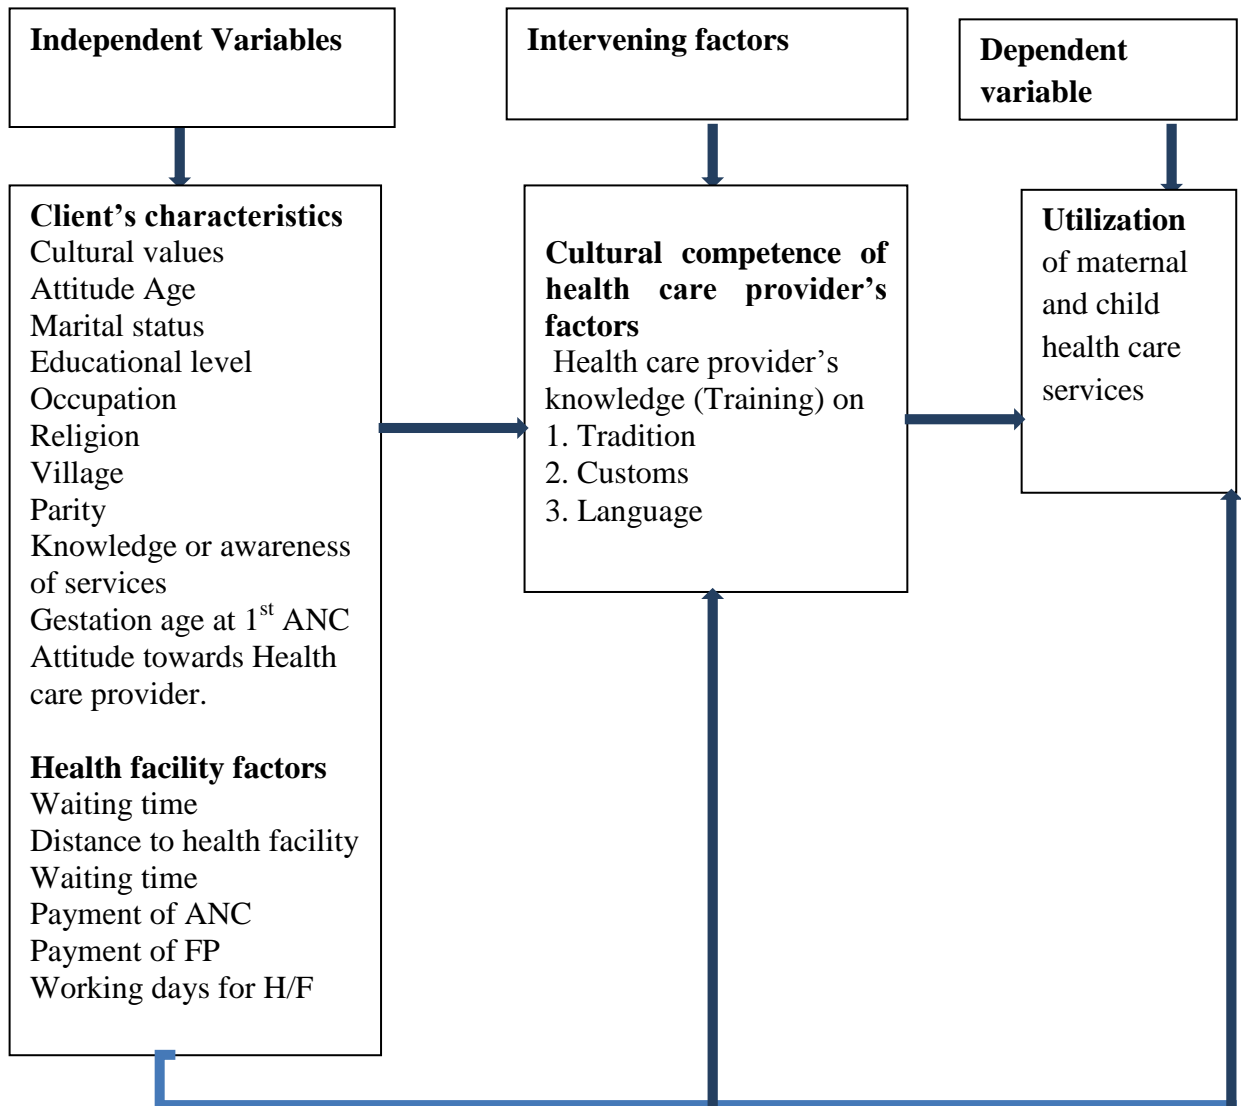 Independent Variables
Intervening factors
Dependent
variable
Client’s characteristics
Cultural values
Attitude Age
Marital status
Educational level
Occupation
Religion
Village
Parity
Knowledge or awareness
of services
Gestation age at 1st ANC
Attitude towards Health
care provider.
Health facility factors
Waiting time
Distance to health facility
Waiting time
Payment of ANC
Payment of FP
Working days for H/F
Cultural competence of
health care provider’s
factors
Health care provider’s
knowledge (Training) on
1. Tradition
2. Customs
3. Language
Utilization
of maternal
and child
health care
services